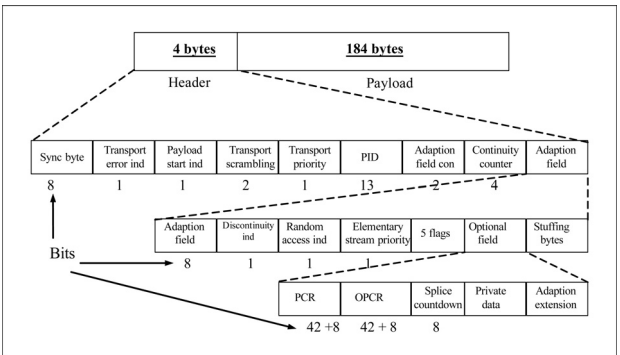 4 bytes 184 bytes
Header Payload
Sync byte Transport error ind Payload start ind Transport scrambling Transport priority PID Adaption field con Continuity counter Adaption field
8 1 1 2 1 13 2 4
Adaption field Discontinuity ind Random access ind Elementary stream priority 5 flags Optional field Stuffing bytes
Bits
8 1 1 1
PCR OPCR Splice countdown Private data Adaption extension
42 +8 42 + 8 8